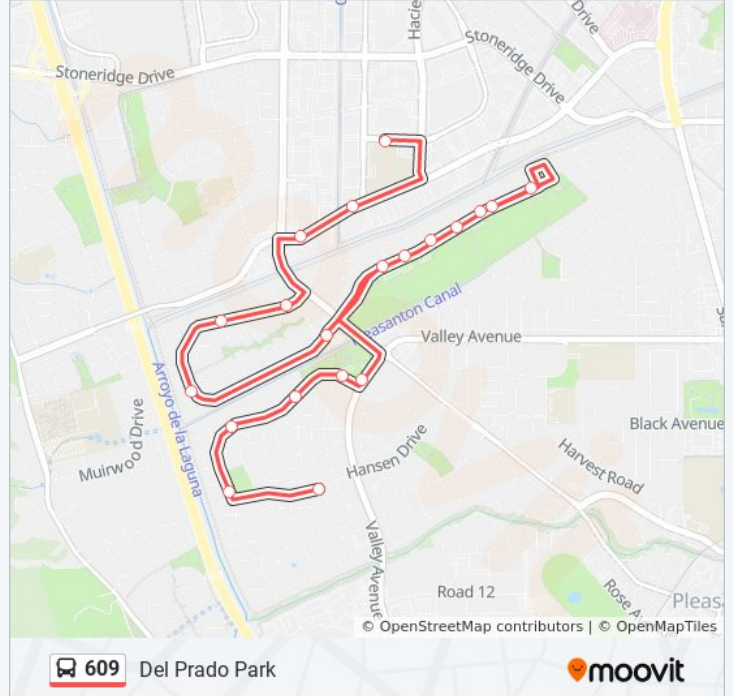 Hacie
Drive
Stoneridge Drive
Stoneridge Drive
easanton Canal
Valley Avenue
Arroyo de la Laguna
Muirwood Drive
Black Avenue
Hansen Drive
Harvest Road
Valley Avenue
Road 12
Rose A
Pleas
© OpenStreetMap contributors | © OpenMapTiles
609 Del Prado Park
moovit